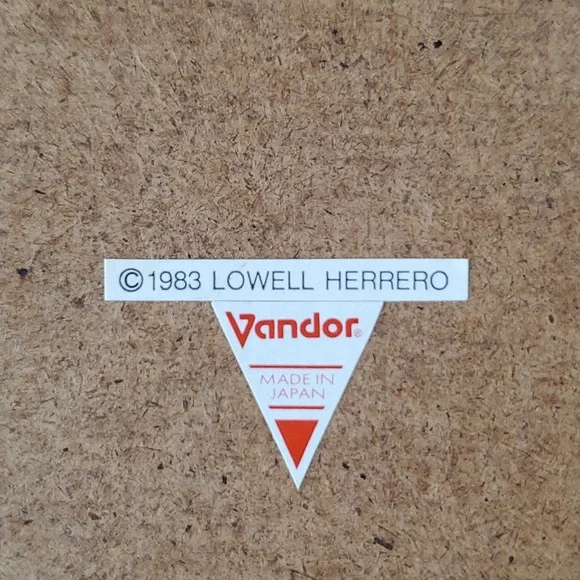 ©1983 LOWELL HERRERO
Vandor®
MADE IN
JAPAN